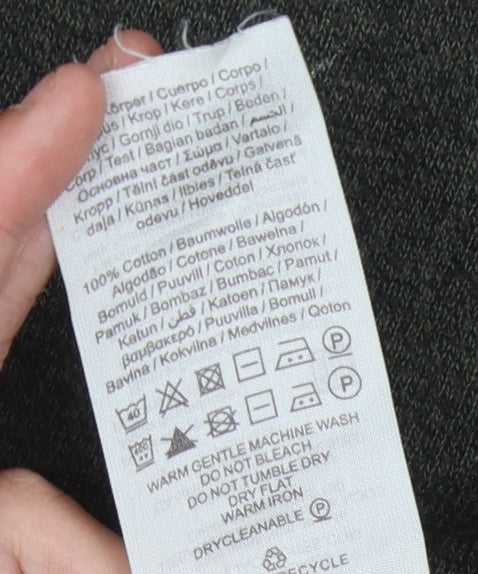 Cuerpo / Corpo /
Krop / Kere / Corps /
Gornji dio / Trup / Beden /
Corp / Test / Bagian badan / الجسم /
Основна част / Σώμα / Vartalo /
Kropp / Tělní část oděvu / Galvenā
daļa / Kūnas / Ilbies / Telná časť
odevu / Hoveddel
100% Cotton / Baumwolle / Algodón /
Algodão / Cotone / Bawełna /
Bomuld / Puuvill / Coton / Хлопок /
Pamuk / Bombaz / Bumbac / Pamut /
Katun / قطن / Katoen / Памук /
Βαμβακερό / Puuvilla / Bomull /
Bavlna / Kokvilna / Medvilnės / Qoton
40 P
P
WARM GENTLE MACHINE WASH
DO NOT BLEACH
DO NOT TUMBLE DRY
DRY FLAT
WARM IRON
DRYCLEANABLE P
RECYCLE